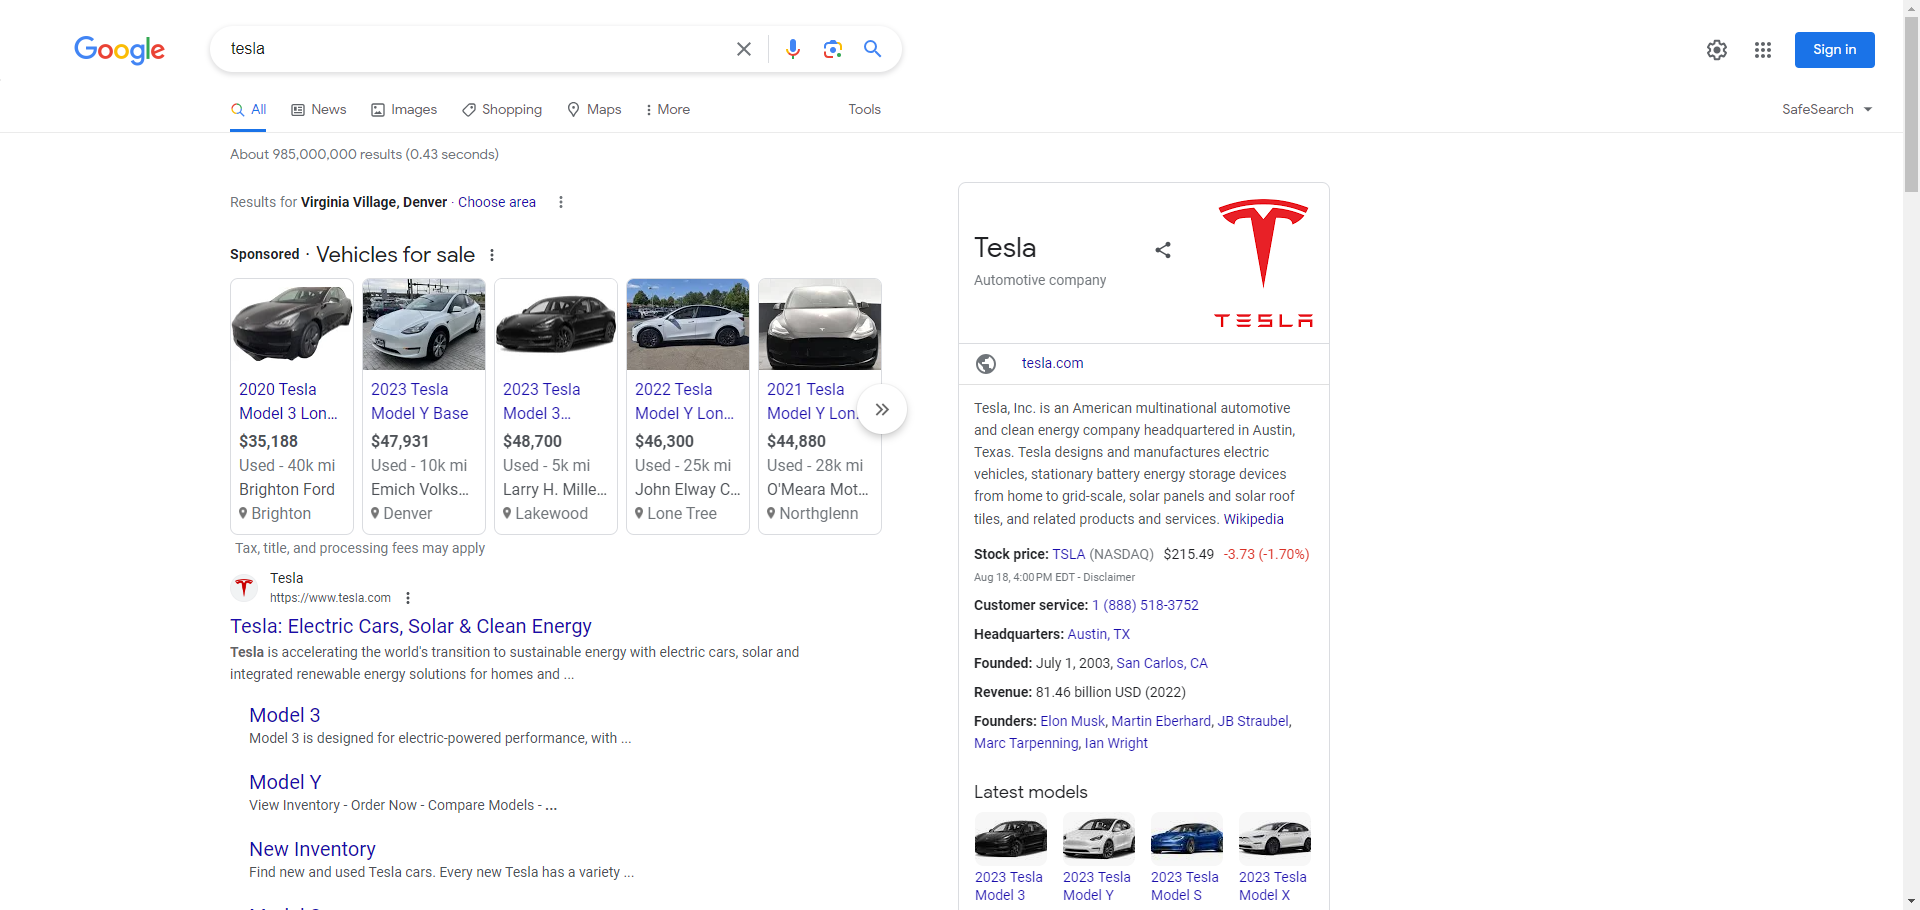 Google
tesla
Sign in
All
News
Images
Shopping
Maps
More
Tools
SafeSearch
About 985,000,000 results (0.43 seconds)
Results for Virginia Village, Denver · Choose area
Sponsored · Vehicles for sale
2020 Tesla
Model 3 Lon...
$35,188
Used - 40k mi
Brighton Ford
Brighton
2023 Tesla
Model Y Base
$47,931
Used - 10k mi
Emich Volks...
Denver
2023 Tesla
Model 3...
$48,700
Used - 5k mi
Larry H. Mille...
Lakewood
2022 Tesla
Model Y Lon...
$46,300
Used - 25k mi
John Elway C...
Lone Tree
2021 Tesla
Model Y Lon.
$44,880
Used - 28k mi
O'Meara Mot...
Northglenn
Tax, title, and processing fees may apply
Tesla
https://www.tesla.com
Tesla: Electric Cars, Solar & Clean Energy
Tesla is accelerating the world's transition to sustainable energy with electric cars, solar and
integrated renewable energy solutions for homes and ...
Model 3
Model 3 is designed for electric-powered performance, with ...
Model Y
View Inventory - Order Now - Compare Models - ...
New Inventory
Find new and used Tesla cars. Every new Tesla has a variety ...
Tesla
Automotive company
TESLA
tesla.com
Tesla, Inc. is an American multinational automotive
and clean energy company headquartered in Austin,
Texas. Tesla designs and manufactures electric
vehicles, stationary battery energy storage devices
from home to grid-scale, solar panels and solar roof
tiles, and related products and services. Wikipedia
Stock price: TSLA (NASDAQ) $215.49 -3.73 (-1.70%)
Aug 18, 4:00 PM EDT - Disclaimer
Customer service: 1 (888) 518-3752
Headquarters: Austin, TX
Founded: July 1, 2003, San Carlos, CA
Revenue: 81.46 billion USD (2022)
Founders: Elon Musk, Martin Eberhard, JB Straubel,
Marc Tarpenning, Ian Wright
Latest models
2023 Tesla
Model 3
2023 Tesla
Model Y
2023 Tesla
Model S
2023 Tesla
Model X